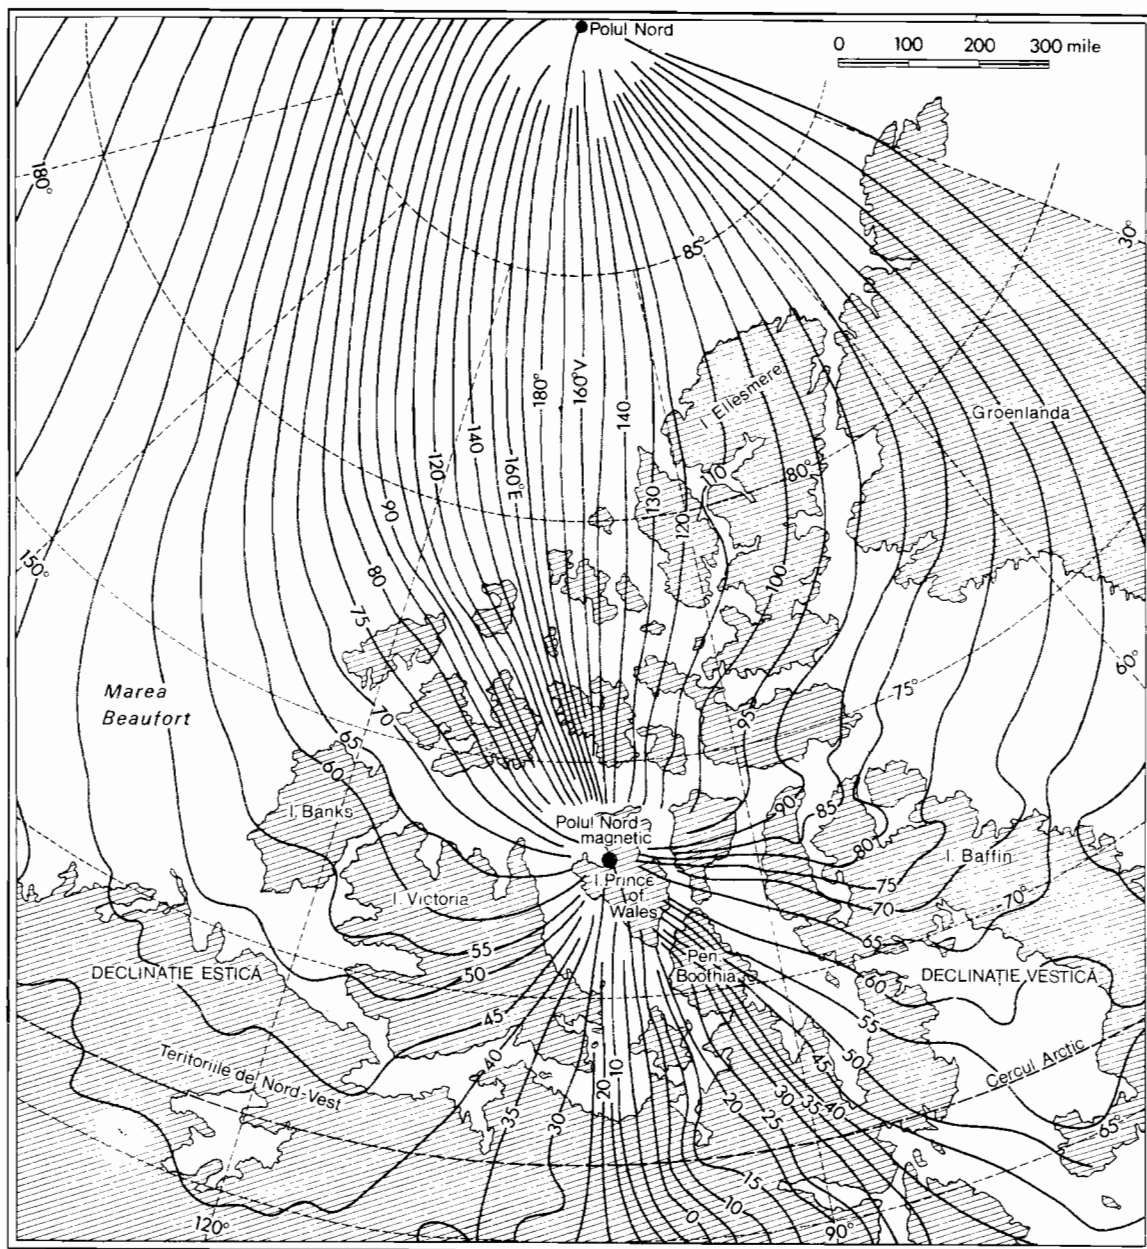 Polul Nord
0 100 200 300 mile
180°
30°
85°
I. Ellesmere
Groenlanda
180°
160°V
140
140
120
160°E
110
80°
130
120
90
150°
80
100
75
60°
75°
Marea
Beaufort
70
95
65
60
90
85
I. Banks
Polul Nord
magnetic
80
I. Baffin
I. Victoria
I. Prince
of
Wales
75
70
70°
65
55
50
Pen.
Boothia
DECLINAȚIE ESTICĂ
DECLINAȚIE VESTICĂ
60
55
45
50
Cercul Arctic
Teritoriile de Nord-Vest
40
45
40
35
30
35
30
20
10
20
25
65°
15
10
0
120°
90°